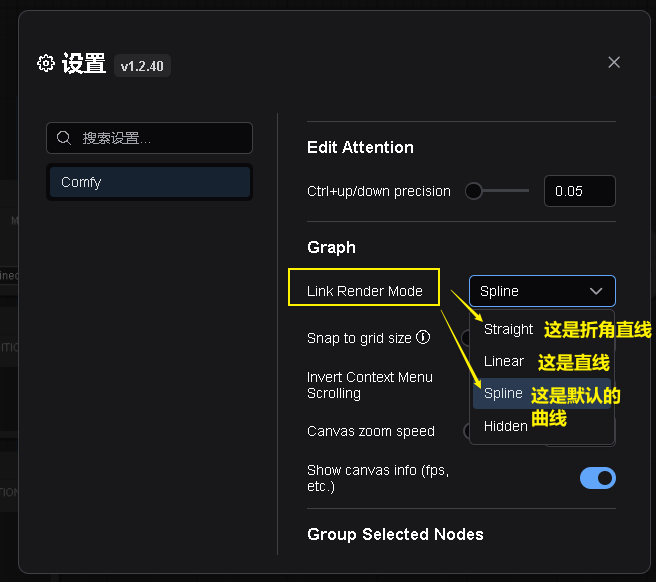 设置 v1.2.40
搜索设置...
Comfy
Edit Attention
Ctrl+up/down precision 0.05
Graph
Link Render Mode Spline
Straight 这是折角直线
Snap to grid size
Linear 这是直线
Invert Context Menu
Scrolling
Spline 这是默认的
曲线
Hidden
Canvas zoom speed
Show canvas info (fps,
etc.)
Group Selected Nodes